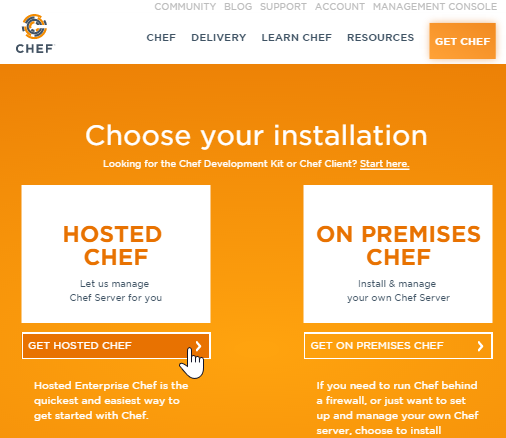 COMMUNITY BLOG SUPPORT ACCOUNT MANAGEMENT CONSOLE
CHEF
CHEF DELIVERY LEARN CHEF RESOURCES GET CHEF
Choose your installation
Looking for the Chef Development Kit or Chef Client? Start here.
HOSTED
CHEF
Let us manage
Chef Server for you
GET HOSTED CHEF
Hosted Enterprise Chef is the
quickest and easiest way to
get started with Chef.
ON PREMISES
CHEF
Install & manage
your own Chef Server
GET ON PREMISES CHEF
If you need to run Chef behind
a firewall, or just want to set
up and manage your own Chef
server, choose to install